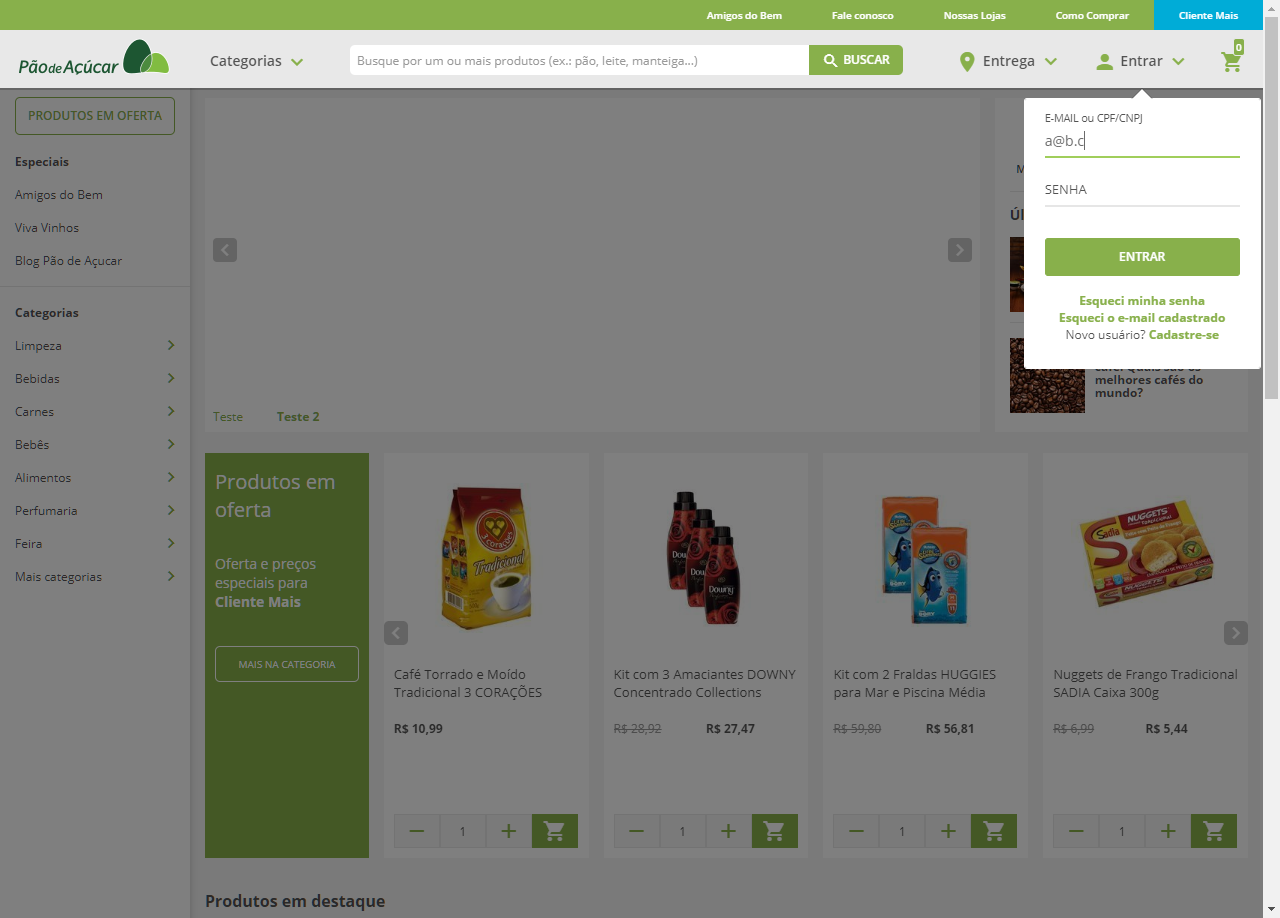 Amigos do Bem
Fale conosco
Nossas Lojas
Como Comprar
Cliente Mais
Pão de Açúcar
Categorias
Busque por um ou mais produtos (ex.: pão, leite, manteiga...)
BUSCAR
Entrega
Entrar
0
PRODUTOS EM OFERTA
Especiais
Amigos do Bem
Viva Vinhos
Blog Pão de Açucar
Categorias
Limpeza
Bebidas
Carnes
Bebês
Alimentos
Perfumaria
Feira
Mais categorias
Teste
Teste 2
E-MAIL ou CPF/CNPJ
a@b.c
SENHA
ENTRAR
Esqueci minha senha
Esqueci o e-mail cadastrado
Novo usuário? Cadastre-se
melhores cafés do
mundo?
Produtos em
oferta
Oferta e preços
especiais para
Cliente Mais
MAIS NA CATEGORIA
3 corações
Tradicional
Café Torrado e Moído
Tradicional 3 CORAÇÕES
R$ 10,99
1
Downy
Kit com 3 Amaciantes DOWNY
Concentrado Collections
R$ 28,92
R$ 27,47
1
Kit com 2 Fraldas HUGGIES
para Mar e Piscina Média
R$ 59,80
R$ 56,81
1
NUGGETS
Tradicional
Sadia
Nuggets de Frango Tradicional
SADIA Caixa 300g
R$ 6,99
R$ 5,44
1
Produtos em destaque